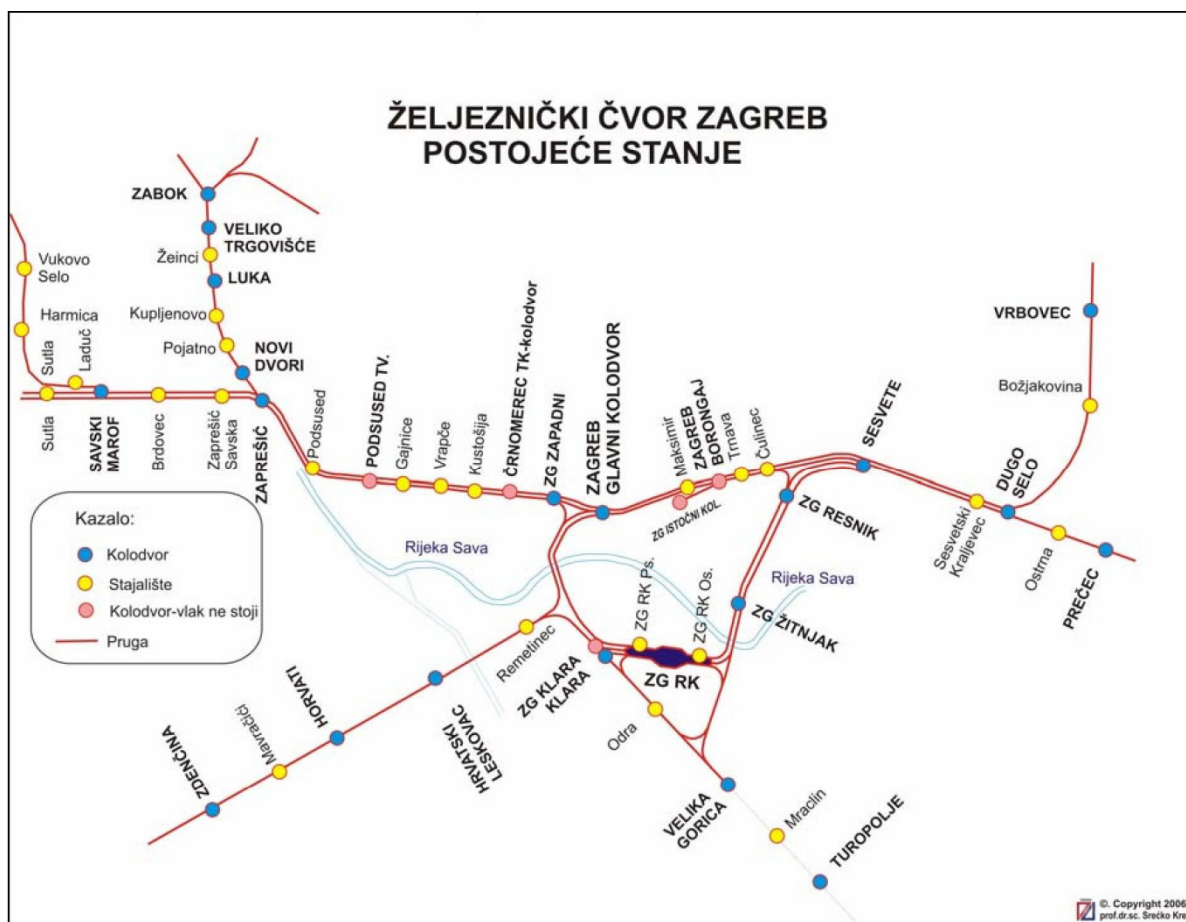 ŽELJEZNIČKI ČVOR ZAGREB
POSTOJEĆE STANJE
ZABOK
VELIKO
TRGOVIŠĆE
Žeinci
LUKA
Vukovo
Selo
Harmica
Kupljenovo
Sutla
Laduč
Pojatno
NOVI
DVORI
Sutla
SAVSKI
MAROF
Brdovec
Zaprešić
Savska
ZAPREŠIĆ
Podsused
PODSUSED TV.
Gajnice
Vrapče
Kustošija
ČRNOMEREC TK-kolodvor
ZG ZAPADNI
ZAGREB
GLAVNI KOLODVOR
Maksimir
ZAGREB
BORONGAJ
Trnava
Čulinec
ZG ISTOČNI KOL.
SESVETE
VRBOVEC
Božjakovina
DUGO
SELO
ZG RESNIK
Sesvetski
Kraljevec
Ostrna
PREČEC
Kazalo:
Kolodvor
Stajalište
Kolodvor-vlak ne stoji
Pruga
Rijeka Sava
Rijeka Sava
ZG RK Ps.
ZG RK Os.
ZG ŽITNJAK
Remetinec
ZG KLARA
KLARA
ZG RK
HORVATI
HRVATSKI
LESKOVAC
Odra
Mavračići
ZDENČINA
VELIKA
GORICA
Mraclin
TUROPOLJE
©. Copyright 2006
prof.dr.sc. Srećko Kre